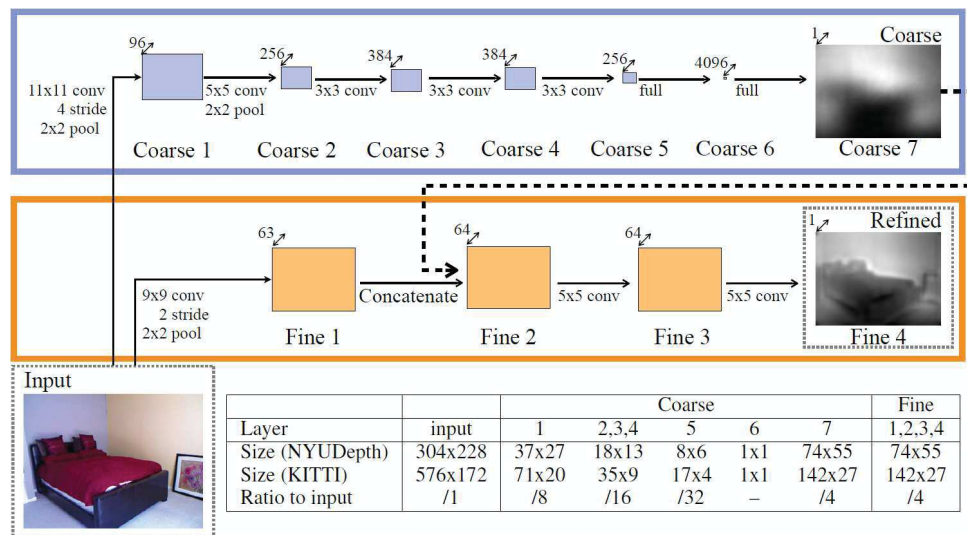 96
256
384
384
256
4096
1
Coarse
11x11 conv
4 stride
2x2 pool
5x5 conv
2x2 pool
3x3 conv
3x3 conv
3x3 conv
full
full
Coarse 1
Coarse 2
Coarse 3
Coarse 4
Coarse 5
Coarse 6
Coarse 7
63
64
64
1
Refined
9x9 conv
2 stride
2x2 pool
Concatenate
5x5 conv
5x5 conv
Fine 1
Fine 2
Fine 3
Fine 4
Input
Coarse Fine
Layer input 1 2,3,4 5 6 7 1,2,3,4
Size (NYUDepth) 304x228 37x27 18x13 8x6 1x1 74x55 74x55
Size (KITTI) 576x172 71x20 35x9 17x4 1x1 142x27 142x27
Ratio to input /1 /8 /16 /32 – /4 /4